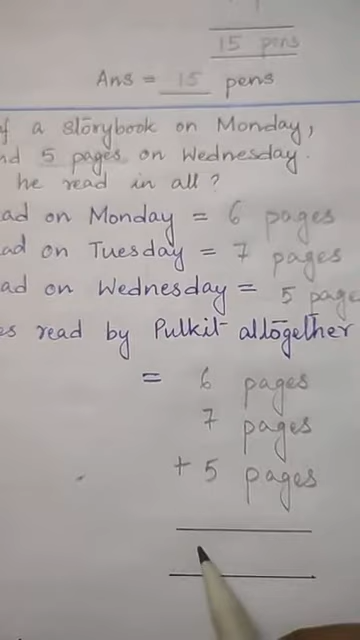 15 pens
Ans = 15 pens
of a storybook on Monday,
nd 5 pages on Wednesday.
he read in all?
ad on Monday = 6 pages
ad on Tuesday = 7 pages
ad on Wednesday = 5 page
es read by Pulkit altogether
= 6 pages
7 pages
+ 5 pages